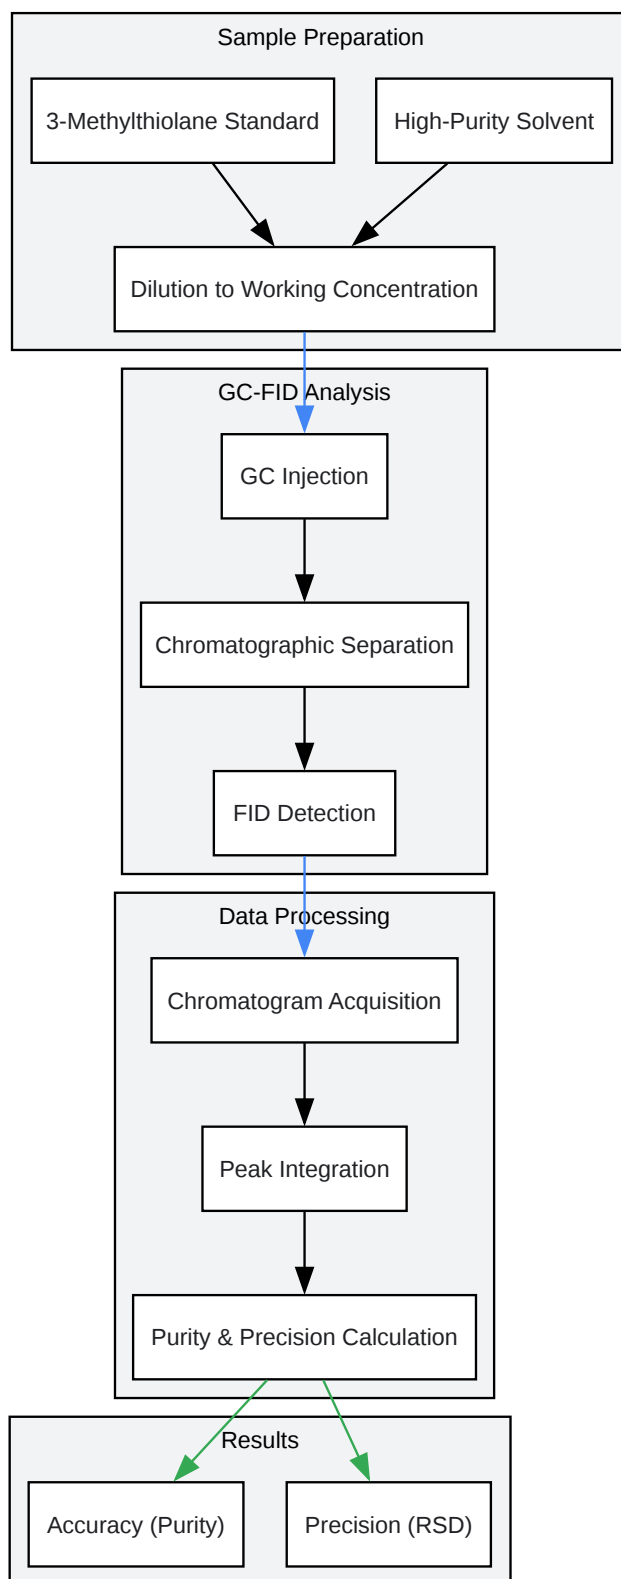 Sample Preparation
3-Methylthiolane Standard
High-Purity Solvent
Dilution to Working Concentration
GC-FID Analysis
GC Injection
Chromatographic Separation
FID Detection
Data Processing
Chromatogram Acquisition
Peak Integration
Purity & Precision Calculation
Results
Accuracy (Purity)
Precision (RSD)